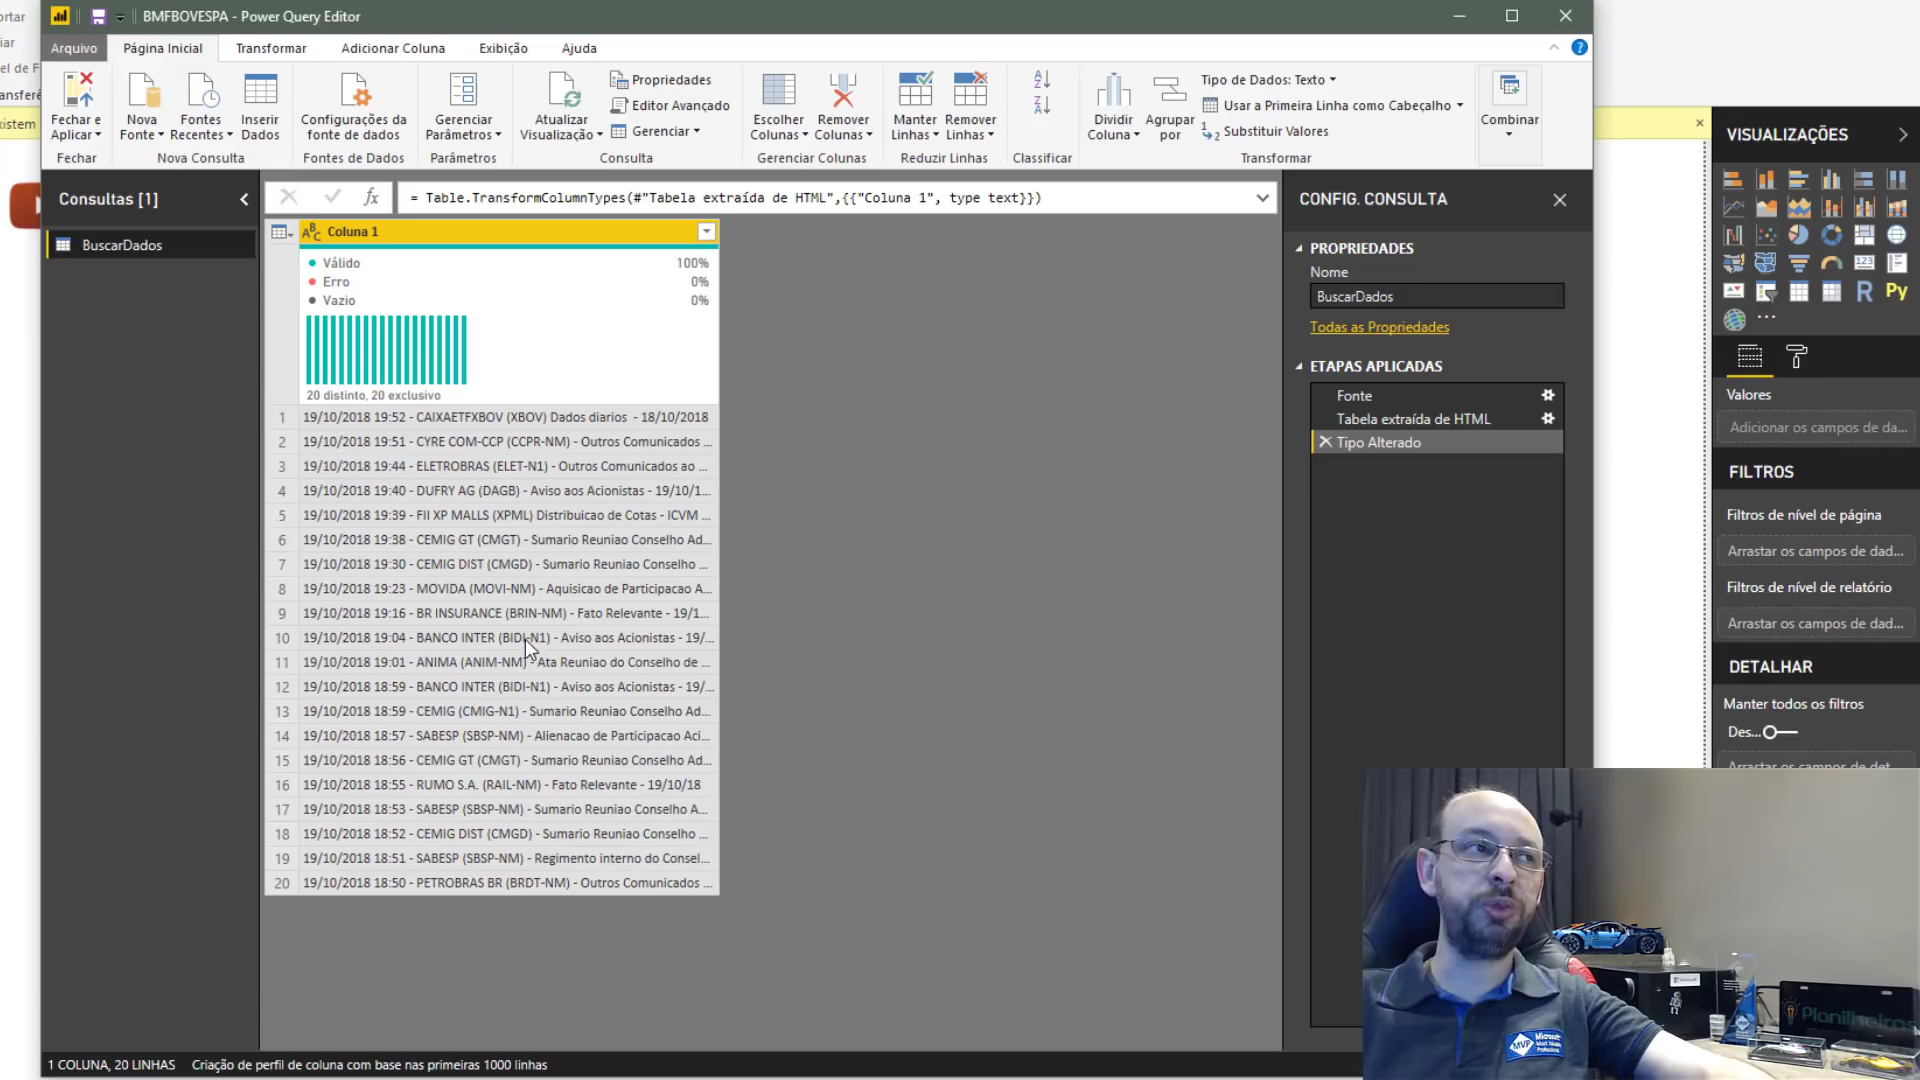 ortar
iar
el de F
ansferê
xistem
BMFBOVESPA - Power Query Editor
Arquivo
Página Inicial
Transformar
Adicionar Coluna
Exibição
Ajuda
Fechar e Aplicar
Nova Fonte
Fontes Recentes
Inserir Dados
Configurações da fonte de dados
Gerenciar Parâmetros
Atualizar Visualização
Propriedades
Editor Avançado
Gerenciar
Escolher Colunas
Remover Colunas
Manter Linhas
Remover Linhas
Dividir Coluna
Agrupar por
Tipo de Dados: Texto
Usar a Primeira Linha como Cabeçalho
Substituir Valores
Combinar
Fechar
Nova Consulta
Fontes de Dados
Parâmetros
Consulta
Gerenciar Colunas
Reduzir Linhas
Classificar
Transformar
Consultas [1]
BuscarDados
= Table.TransformColumnTypes(#"Tabela extraída de HTML",{{"Coluna 1", type text}})
Coluna 1
Válido 100%
Erro 0%
Vazio 0%
20 distinto, 20 exclusivo
1 19/10/2018 19:52 - CAIXAETFXBOV (XBOV) Dados diarios - 18/10/2018
2 19/10/2018 19:51 - CYRE COM-CCP (CCPR-NM) - Outros Comunicados ...
3 19/10/2018 19:44 - ELETROBRAS (ELET-N1) - Outros Comunicados ao ...
4 19/10/2018 19:40 - DUFRY AG (DAGB) - Aviso aos Acionistas - 19/10/1...
5 19/10/2018 19:39 - FII XP MALLS (XPML) Distribuicao de Cotas - ICVM ...
6 19/10/2018 19:38 - CEMIG GT (CMGT) - Sumario Reuniao Conselho Ad...
7 19/10/2018 19:30 - CEMIG DIST (CMGD) - Sumario Reuniao Conselho ...
8 19/10/2018 19:23 - MOVIDA (MOVI-NM) - Aquisicao de Participacao A...
9 19/10/2018 19:16 - BR INSURANCE (BRIN-NM) - Fato Relevante - 19/1...
10 19/10/2018 19:04 - BANCO INTER (BIDI-N1) - Aviso aos Acionistas - 19/...
11 19/10/2018 19:01 - ANIMA (ANIM-NM) - Ata Reuniao do Conselho de ...
12 19/10/2018 18:59 - BANCO INTER (BIDI-N1) - Aviso aos Acionistas - 19/...
13 19/10/2018 18:59 - CEMIG (CMIG-N1) - Sumario Reuniao Conselho Ad...
14 19/10/2018 18:57 - SABESP (SBSP-NM) - Alienacao de Participacao Aci...
15 19/10/2018 18:56 - CEMIG GT (CMGT) - Sumario Reuniao Conselho Ad...
16 19/10/2018 18:55 - RUMO S.A. (RAIL-NM) - Fato Relevante - 19/10/18
17 19/10/2018 18:53 - SABESP (SBSP-NM) - Sumario Reuniao Conselho A...
18 19/10/2018 18:52 - CEMIG DIST (CMGD) - Sumario Reuniao Conselho ...
19 19/10/2018 18:51 - SABESP (SBSP-NM) - Regimento interno do Consel...
20 19/10/2018 18:50 - PETROBRAS BR (BRDT-NM) - Outros Comunicados ...
CONFIG. CONSULTA
PROPRIEDADES
Nome
BuscarDados
Todas as Propriedades
ETAPAS APLICADAS
Fonte
Tabela extraída de HTML
Tipo Alterado
VISUALIZAÇÕES
123
R
Py
Valores
Adicionar os campos de da...
FILTROS
Filtros de nível de página
Arrastar os campos de dad...
Filtros de nível de relatório
Arrastar os campos de dad...
DETALHAR
Manter todos os filtros
Des...
Arrastar os campos de det
Planilheiros
MVP
Microsoft
1 COLUNA, 20 LINHAS
Criação de perfil de coluna com base nas primeiras 1000 linhas